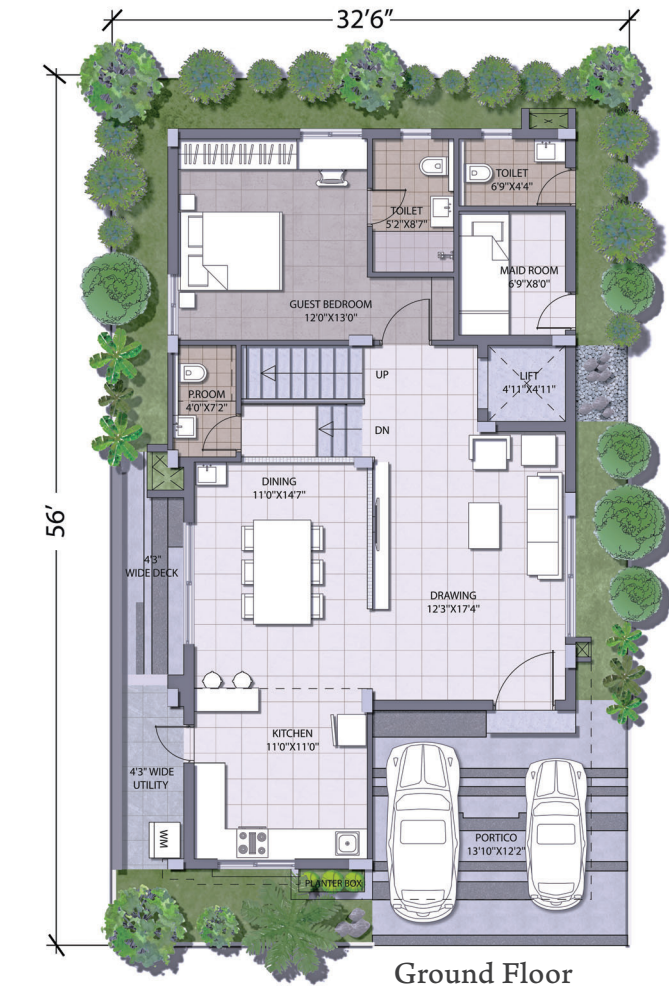 32'6"
56'
TOILET
6'9"X4'4"
TOILET
5'2"X8'7"
MAID ROOM
6'9"X8'0"
GUEST BEDROOM
12'0"X13'0"
UP
LIFT
4'11"X4'11"
P.ROOM
4'0"X7'2"
DN
DINING
11'0"X14'7"
4'3"
WIDE DECK
DRAWING
12'3"X17'4"
KITCHEN
11'0"X11'0"
4'3" WIDE
UTILITY
WM
PORTICO
13'10"X12'2"
PLANTER BOX
Ground Floor